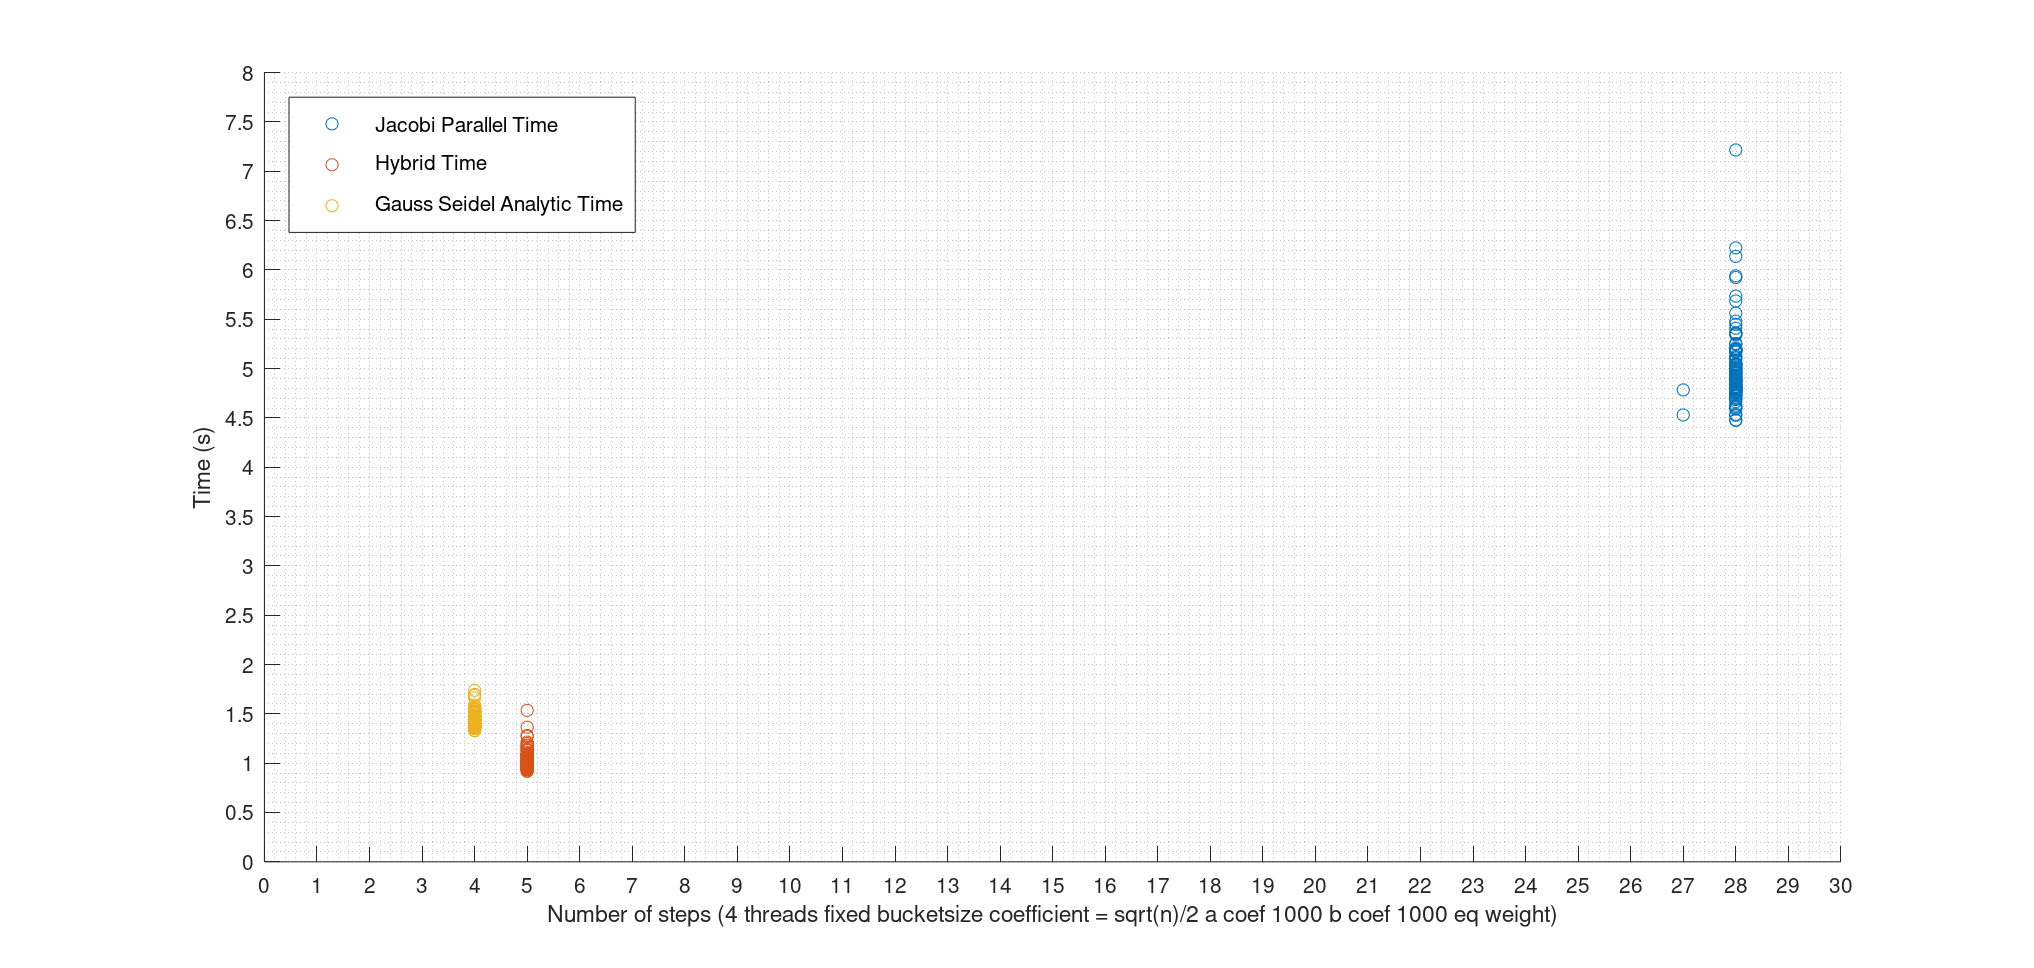 8
7.5
7
6.5
6
5.5
5
4.5
4
3.5
3
2.5
2
1.5
1
0.5
0
Time (s)
Jacobi Parallel Time
Hybrid Time
Gauss Seidel Analytic Time
0 1 2 3 4 5 6 7 8 9 10 11 12 13 14 15 16 17 18 19 20 21 22 23 24 25 26 27 28 29 30
Number of steps (4 threads fixed bucketsize coefficient = sqrt(n)/2 a coef 1000 b coef 1000 eq weight)